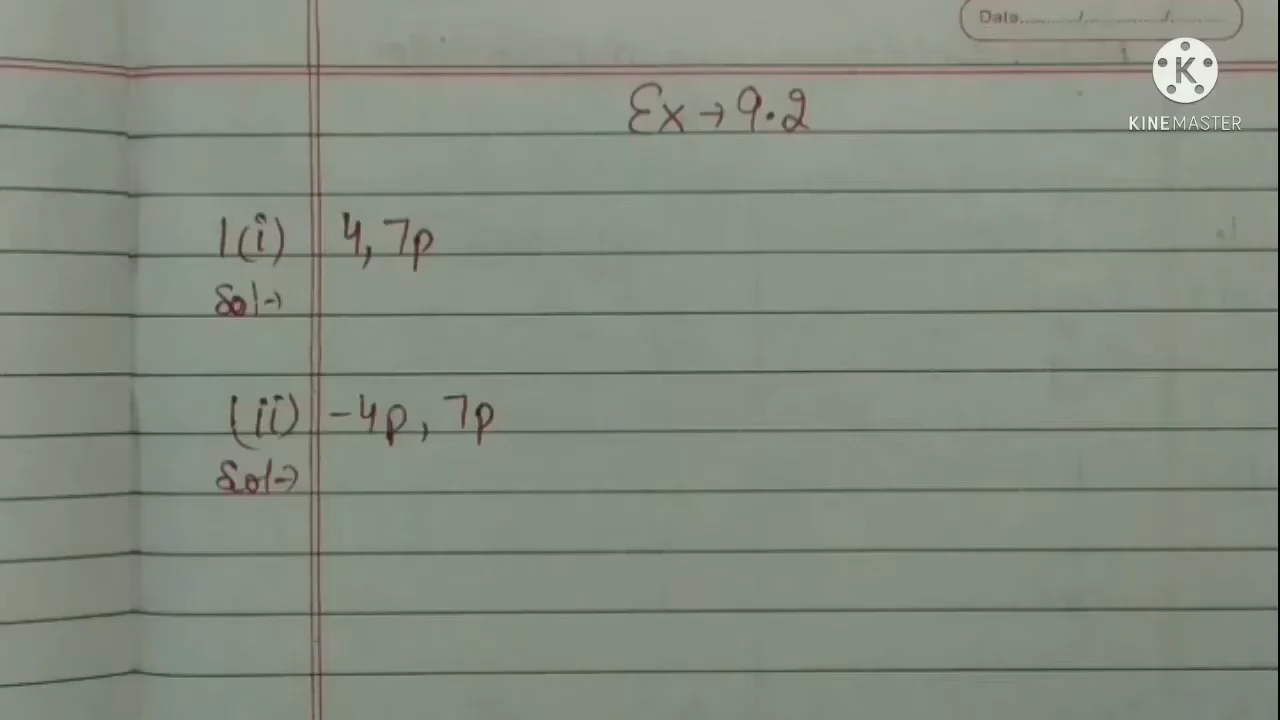 Date........../............../...........
KINEMASTER
Ex→9.2
1(i) 4, 7p
Sol→
(ii) -4p, 7p
Sol→